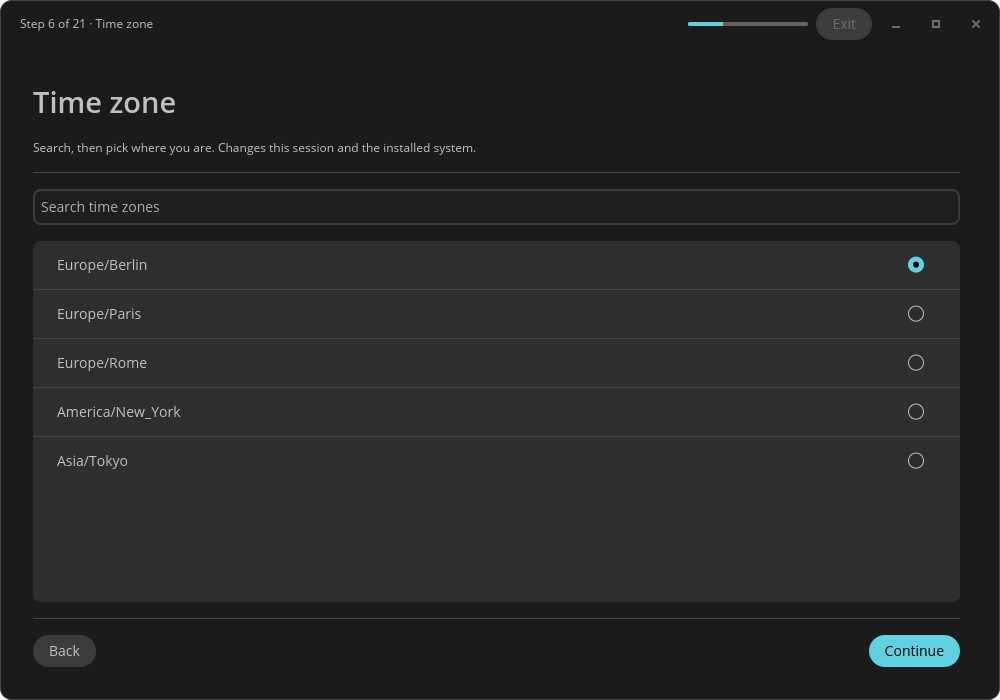 Step 6 of 21 · Time zone
Exit
Time zone
Search, then pick where you are. Changes this session and the installed system.
Search time zones
Europe/Berlin
Europe/Paris
Europe/Rome
America/New_York
Asia/Tokyo
Back
Continue